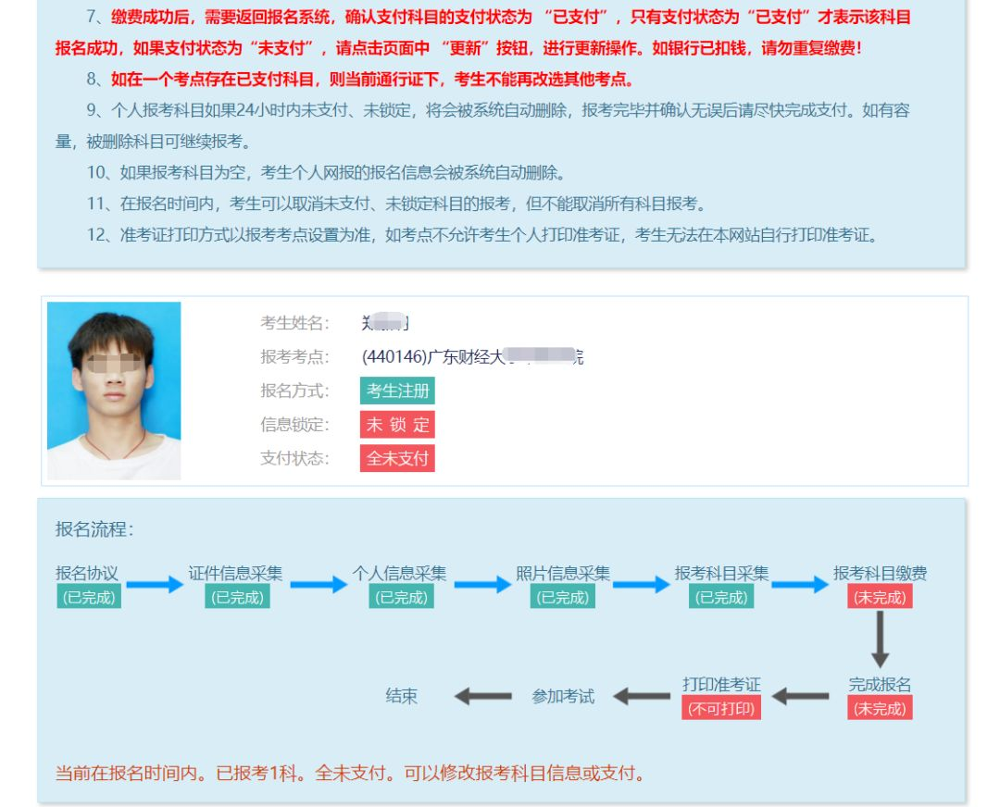 7、缴费成功后，需要返回报名系统，确认支付科目的支付状态为 “已支付”，只有支付状态为“已支付”才表示该科目
报名成功，如果支付状态为“未支付”，请点击页面中 “更新”按钮，进行更新操作。如银行已扣钱，请勿重复缴费！
8、如在一个考点存在已支付科目，则当前通行证下，考生不能再改选其他考点。
9、个人报考科目如果24小时内未支付、未锁定，将会被系统自动删除，报考完毕并确认无误后请尽快完成支付。如有容
量，被删除科目可继续报考。
10、如果报考科目为空，考生个人网报的报名信息会被系统自动删除。
11、在报名时间内，考生可以取消未支付、未锁定科目的报考，但不能取消所有科目报考。
12、准考证打印方式以报考考点设置为准，如考点不允许考生个人打印准考证，考生无法在本网站自行打印准考证。
考生姓名： 郑
报考考点： (440146)广东财经大 院
报名方式： 考生注册
信息锁定： 未 锁 定
支付状态： 全未支付
报名流程：
报名协议 证件信息采集 个人信息采集 照片信息采集 报考科目采集 报考科目缴费
(已完成) (已完成) (已完成) (已完成) (已完成) (未完成)
结束 参加考试 打印准考证 完成报名
(不可打印) (未完成)
当前在报名时间内。已报考1科。全未支付。可以修改报考科目信息或支付。